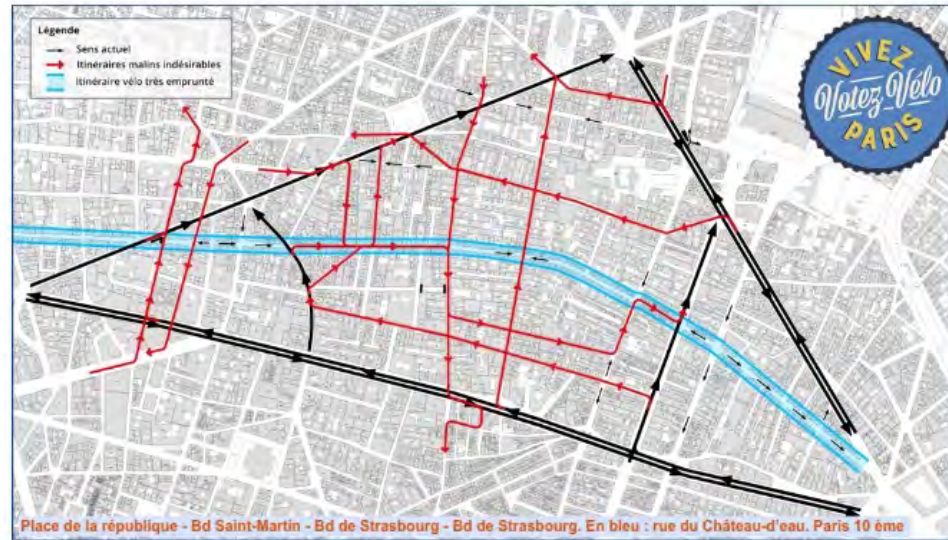 Légende
Sens actuel
Itinéraires malins indésirables
Itinéraire vélo très emprunté
VIVEZ
Votez-Vélo
PARIS
Place de la république - Bd Saint-Martin - Bd de Strasbourg - Bd de Strasbourg. En bleu : rue du Château-d'eau. Paris 10 ème